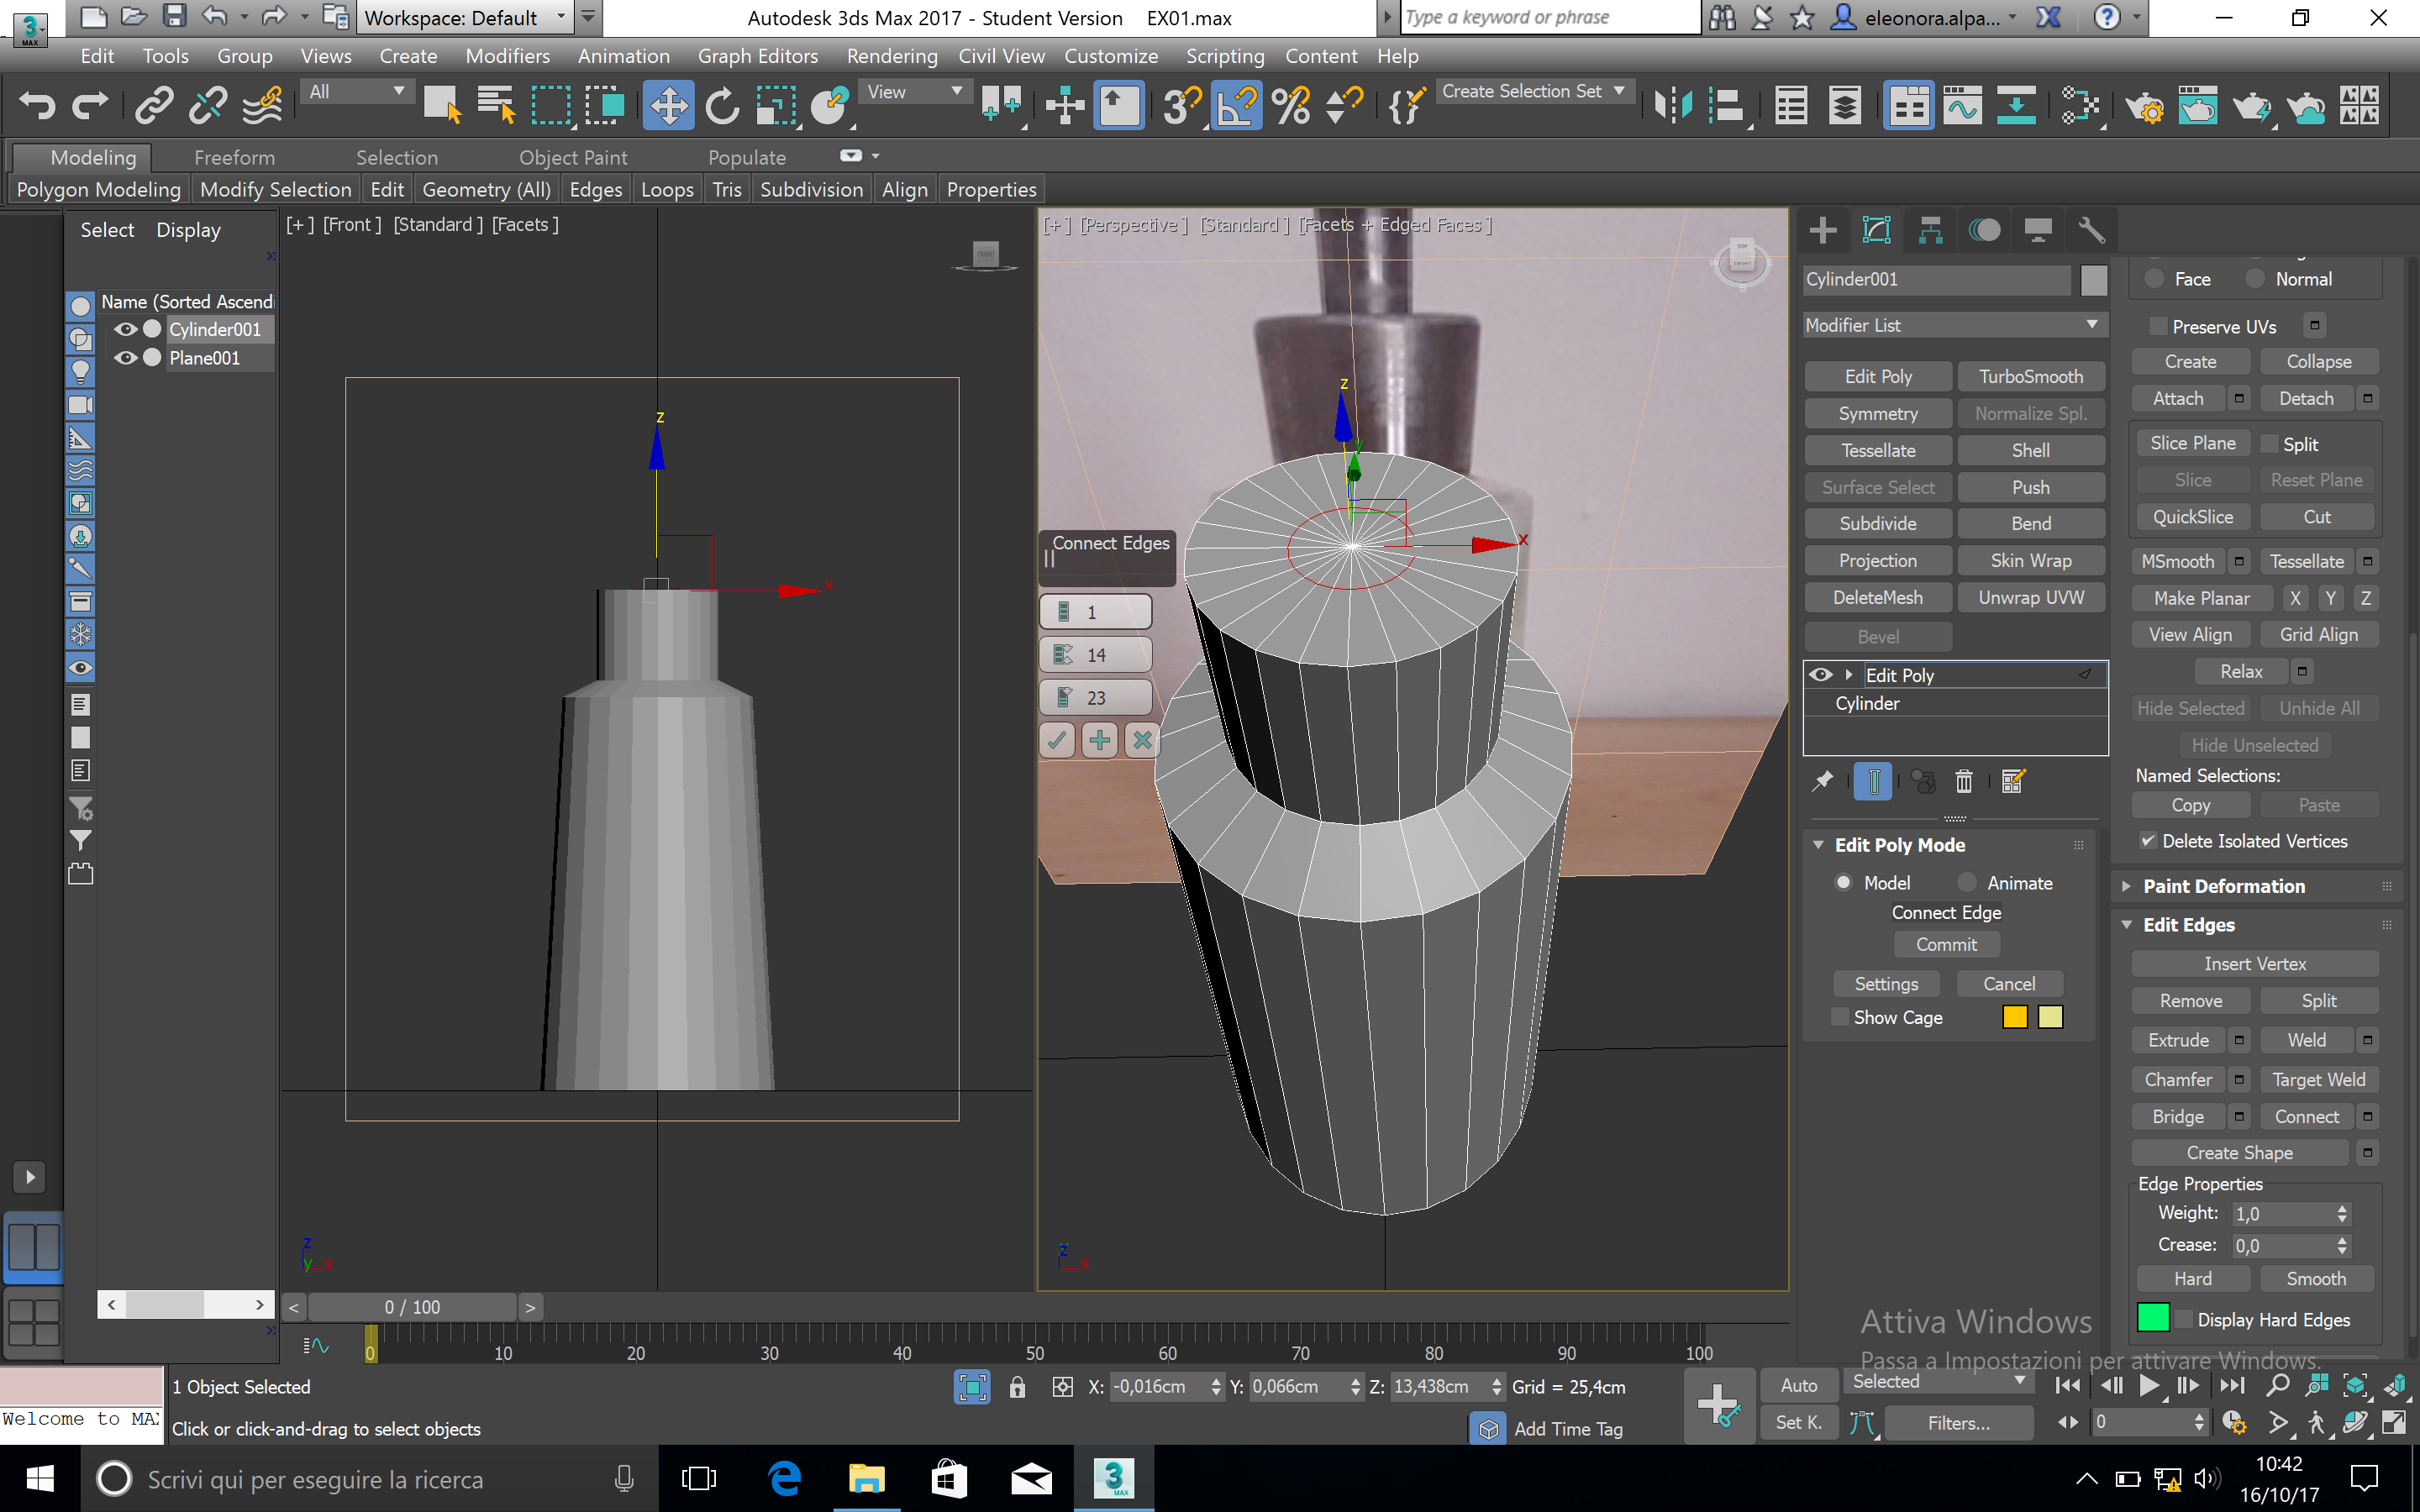 Workspace: Default
Autodesk 3ds Max 2017 - Student Version EX01.max
Type a keyword or phrase
eleonora.alpa...
MAX
Edit Tools Group Views Create Modifiers Animation Graph Editors Rendering Civil View Customize Scripting Content Help
All
View
Create Selection Set
Modeling Freeform Selection Object Paint Populate
Polygon Modeling Modify Selection Edit Geometry (All) Edges Loops Tris Subdivision Align Properties
Select Display
Name (Sorted Ascendi
Cylinder001
Plane001
[+] [Front ] [Standard ] [Facets ]
FRONT
z
x
z
y x
[+] [Perspective ] [Standard ] [Facets + Edged Faces ]
TOP
FRONT
S
z
y
x
Connect Edges
1
14
23
z
x
Cylinder001
Modifier List
Edit Poly TurboSmooth
Symmetry Normalize Spl.
Tessellate Shell
Surface Select Push
Subdivide Bend
Projection Skin Wrap
DeleteMesh Unwrap UVW
Bevel
Edit Poly
Cylinder
Edit Poly Mode
Model Animate
Connect Edge
Commit
Settings Cancel
Show Cage
Face Normal
Preserve UVs
Create Collapse
Attach Detach
Slice Plane Split
Slice Reset Plane
QuickSlice Cut
MSmooth Tessellate
Make Planar X Y Z
View Align Grid Align
Relax
Hide Selected Unhide All
Hide Unselected
Named Selections:
Copy Paste
Delete Isolated Vertices
Paint Deformation
Edit Edges
Insert Vertex
Remove Split
Extrude Weld
Chamfer Target Weld
Bridge Connect
Create Shape
Edge Properties
Weight: 1,0
Crease: 0,0
Hard Smooth
Display Hard Edges
Attiva Windows
Passa a Impostazioni per attivare Windows.
< 0 / 100 >
0 10 20 30 40 50 60 70 80 90 100
1 Object Selected
X: -0,016cm Y: 0,066cm Z: 13,438cm Grid = 25,4cm
Auto Selected
Welcome to MAX
Click or click-and-drag to select objects
Add Time Tag
Set K. Filters... 0
Scrivi qui per eseguire la ricerca
3
MAX
10:42
16/10/17